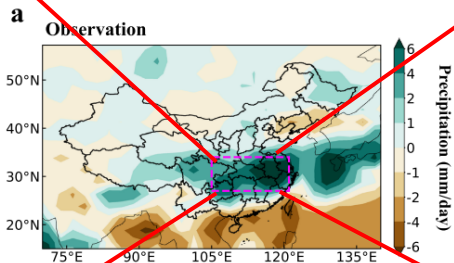 a
Observation
50°N
40°N
30°N
20°N
75°E
90°E
105°E
120°E
135°E
6
4
2
1
0
-1
-2
-4
-6
Precipitation (mm/day)